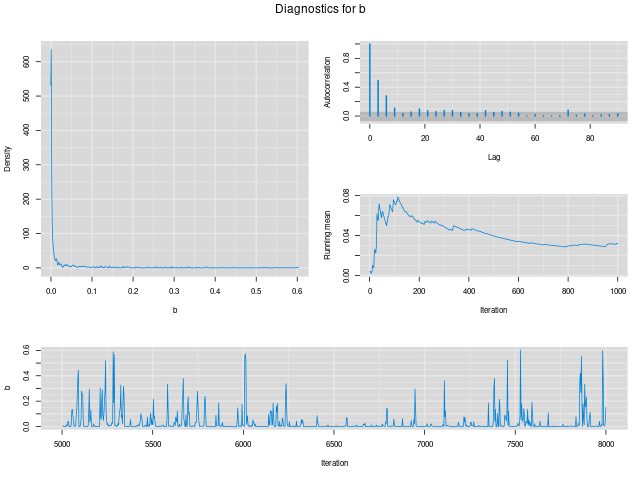 Diagnostics for b
Density
0 100 200 300 400 500 600
0.0 0.1 0.2 0.3 0.4 0.5 0.6
b
Autocorrelation
0.0 0.4 0.8
0 20 40 60 80
Lag
Running mean
0.00 0.04 0.08
0 200 400 600 800 1000
Iteration
b
0.0 0.2 0.4 0.6
5000 5500 6000 6500 7000 7500 8000
Iteration